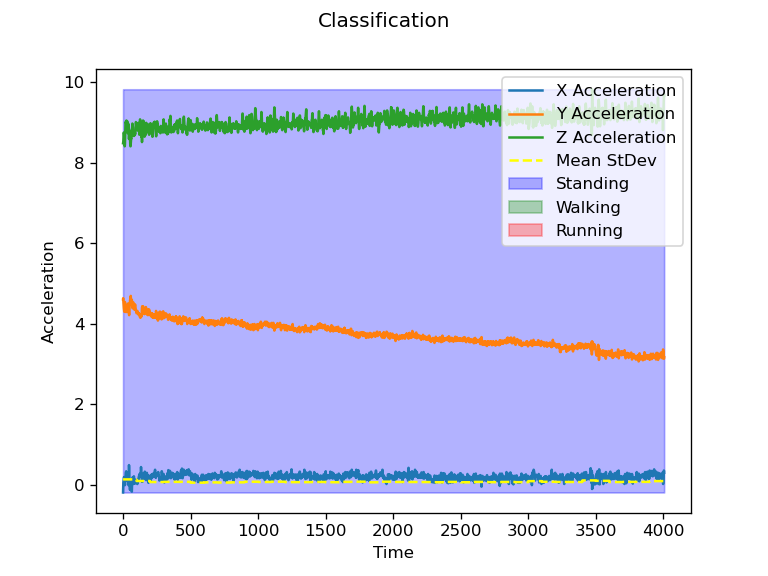 Classification
10
8
6
4
2
0
Acceleration
X Acceleration
Y Acceleration
Z Acceleration
Mean StDev
Standing
Walking
Running
0 500 1000 1500 2000 2500 3000 3500 4000
Time